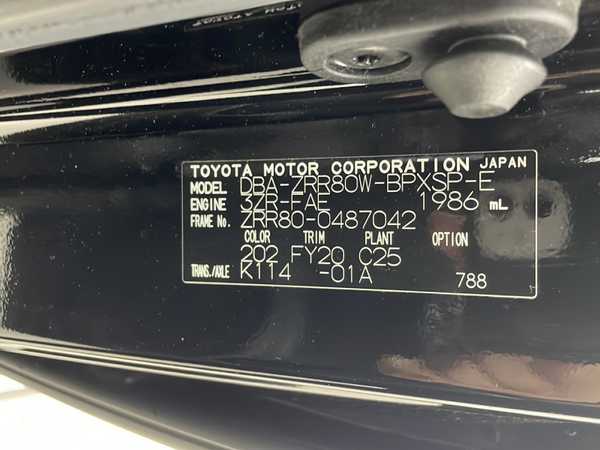 TOYOTA MOTOR CORPORATION JAPAN
MODEL DBA-ZRR80W-BPXSP-E
ENGINE 3ZR-FAE 1986 mL
FRAME No. ZRR80-0487042
COLOR TRIM PLANT OPTION
202 FY20 C25
TRANS./AXLE K114 -01A 788